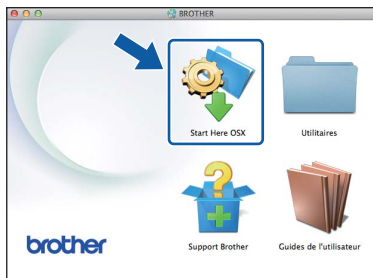 BROTHER
Start Here OSX
Utilitaires
Support Brother
Guides de l'utilisateur
brother